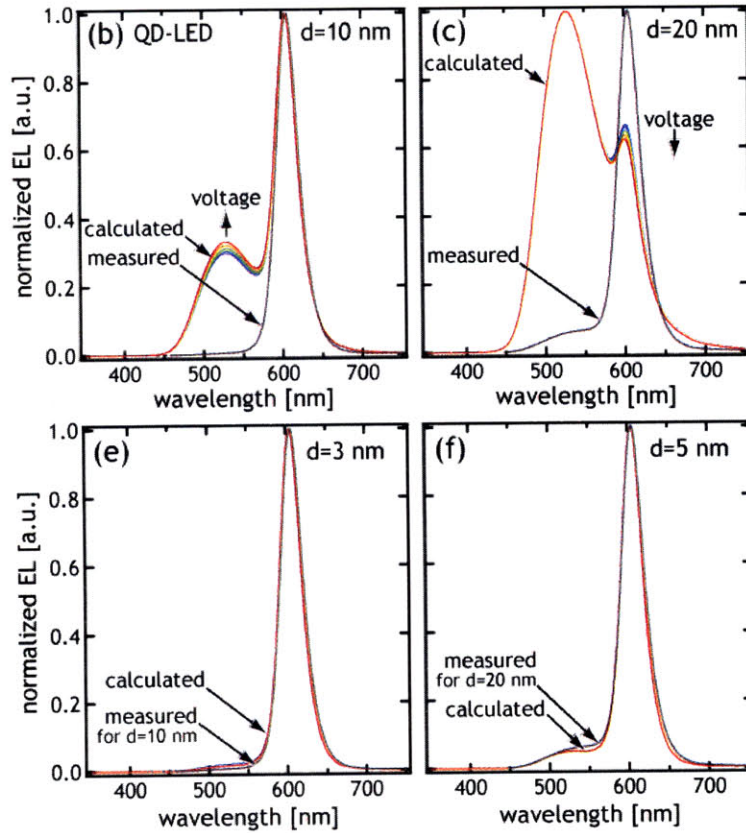 (b) QD-LED d=10 nm
1.0
0.8
0.6
0.4
0.2
0.0
normalized EL [a.u.]
voltage
calculated
measured
400 500 600 700
wavelength [nm]
(c) d=20 nm
calculated
voltage
measured
400 500 600 700
wavelength [nm]
(e) d=3 nm
1.0
0.8
0.6
0.4
0.2
0.0
normalized EL [a.u.]
calculated
measured
for d=10 nm
400 500 600 700
wavelength [nm]
(f) d=5 nm
measured
for d=20 nm
calculated
400 500 600 700
wavelength [nm]